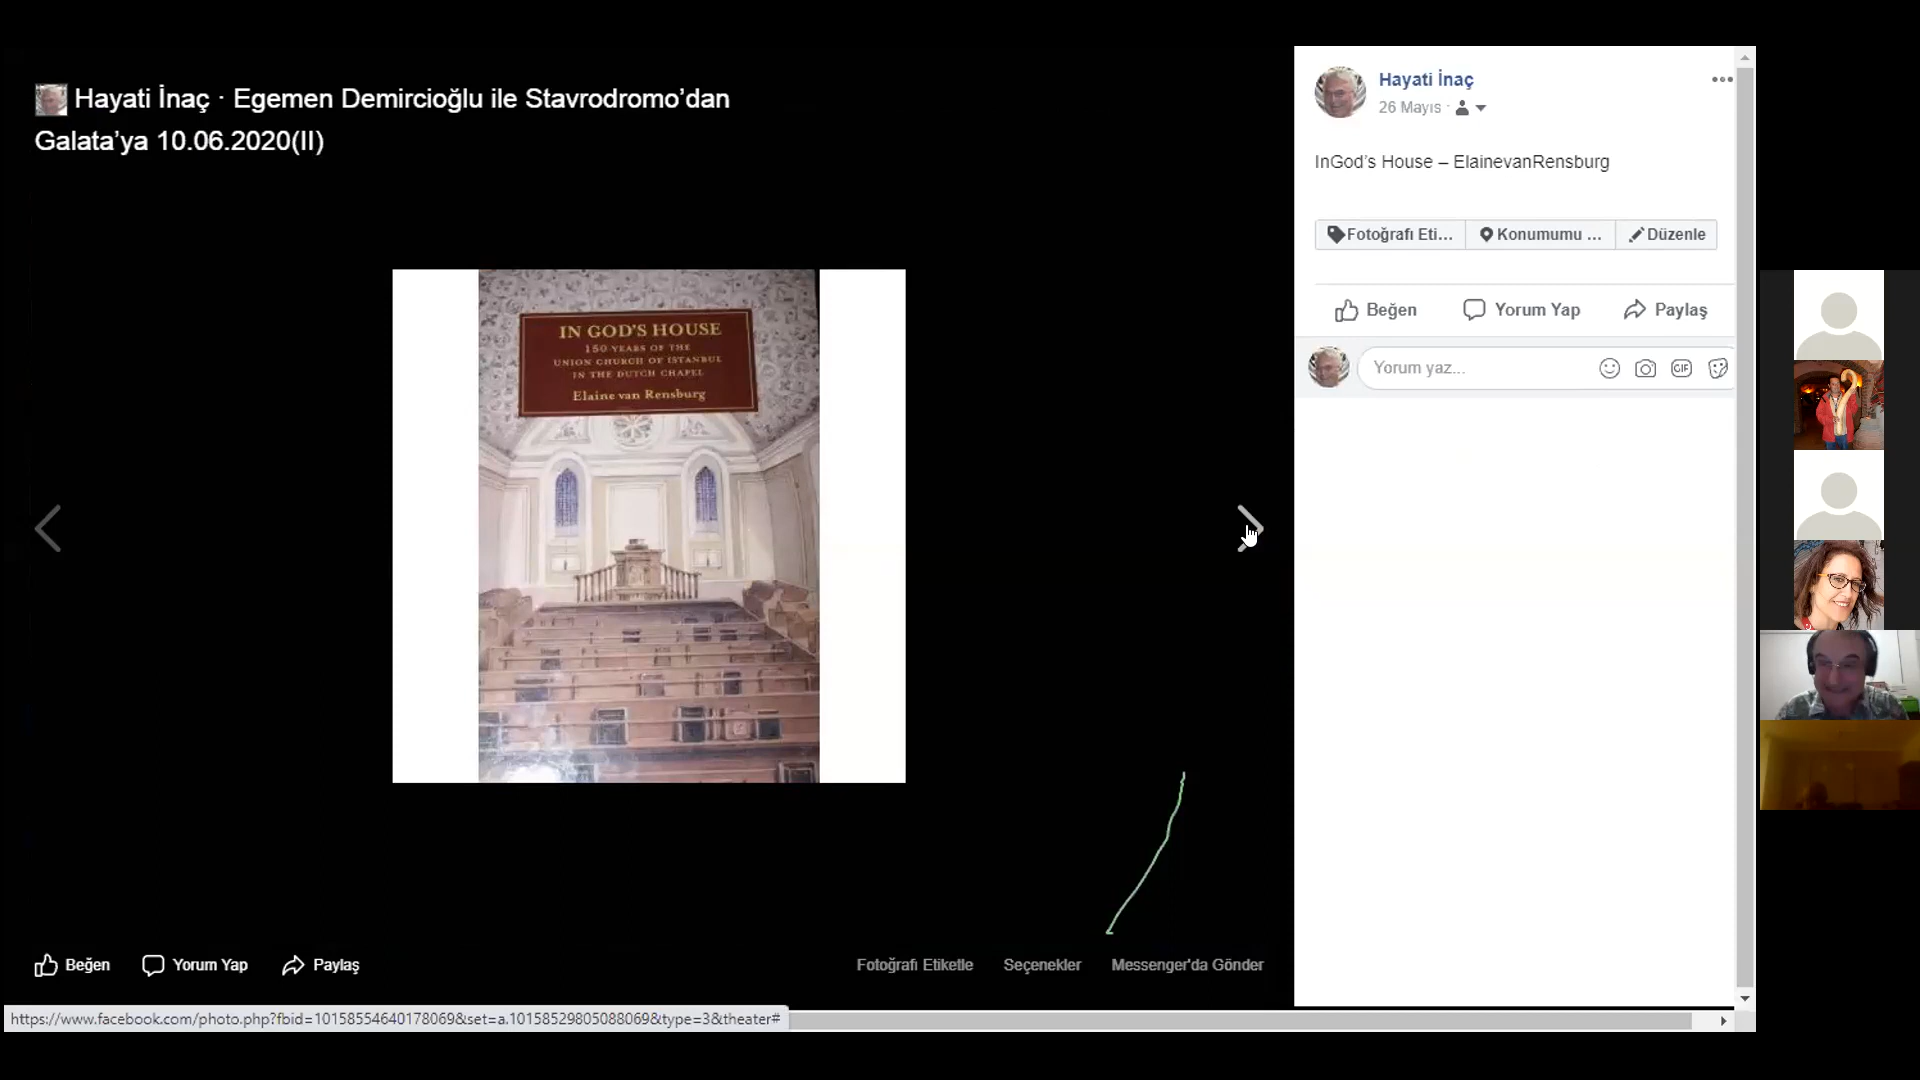 Hayati İnaç · Egemen Demircioğlu ile Stavrodromo’dan
Galata’ya 10.06.2020(II)
IN GOD'S HOUSE
150 YEARS OF THE
UNION CHURCH OF ISTANBUL
IN THE DUTCH CHAPEL
Elaine van Rensburg
Beğen Yorum Yap Paylaş
Fotoğrafı Etiketle Seçenekler Messenger'da Gönder
https://www.facebook.com/photo.php?fbid=10158554640178069&set=a.10158529805088069&type=3&theater#
Hayati İnaç
26 Mayıs ·
InGod’s House – ElainevanRensburg
Fotoğrafı Eti... Konumumu ... Düzenle
Beğen Yorum Yap Paylaş
Yorum yaz...
GIF